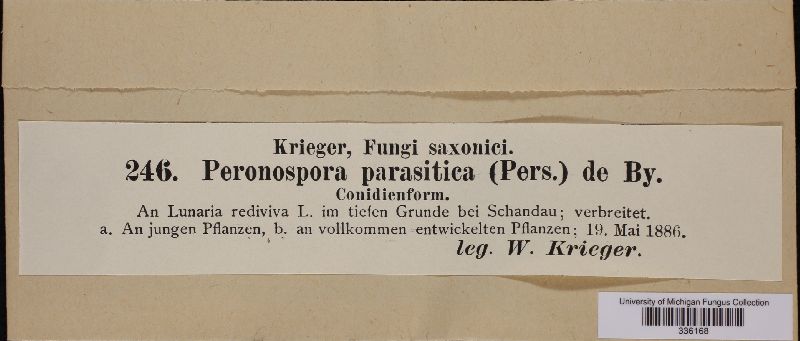 Krieger, Fungi saxonici.
246. Peronospora parasitica (Pers.) de By.
Conidienform.
An Lunaria rediviva L. im tiefen Grunde bei Schandau; verbreitet.
a. An jungen Pflanzen, b. an vollkommen entwickelten Pflanzen; 19. Mai 1886.
leg. W. Krieger.
University of Michigan Fungus Collection
336168